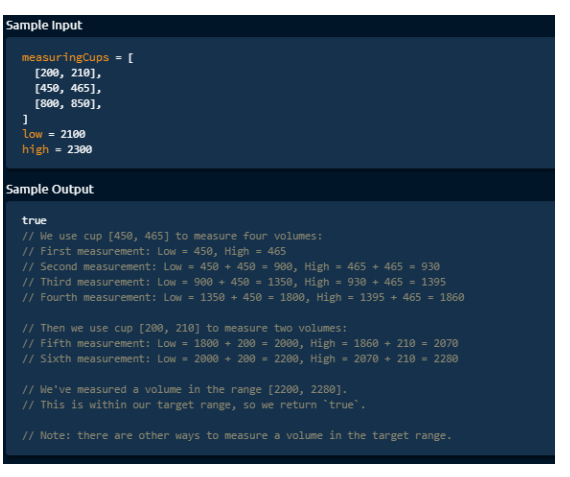 Sample Input
measuringCups = [
  [200, 210],
  [450, 465],
  [800, 850],
]
low = 2100
high = 2300
Sample Output
true
// We use cup [450, 465] to measure four volumes:
// First measurement: Low = 450, High = 465
// Second measurement: Low = 450 + 450 = 900, High = 465 + 465 = 930
// Third measurement: Low = 900 + 450 = 1350, High = 930 + 465 = 1395
// Fourth measurement: Low = 1350 + 450 = 1800, High = 1395 + 465 = 1860
// Then we use cup [200, 210] to measure two volumes:
// Fifth measurement: Low = 1800 + 200 = 2000, High = 1860 + 210 = 2070
// Sixth measurement: Low = 2000 + 200 = 2200, High = 2070 + 210 = 2280
// We've measured a volume in the range [2200, 2280].
// This is within our target range, so we return `true`.
// Note: there are other ways to measure a volume in the target range.